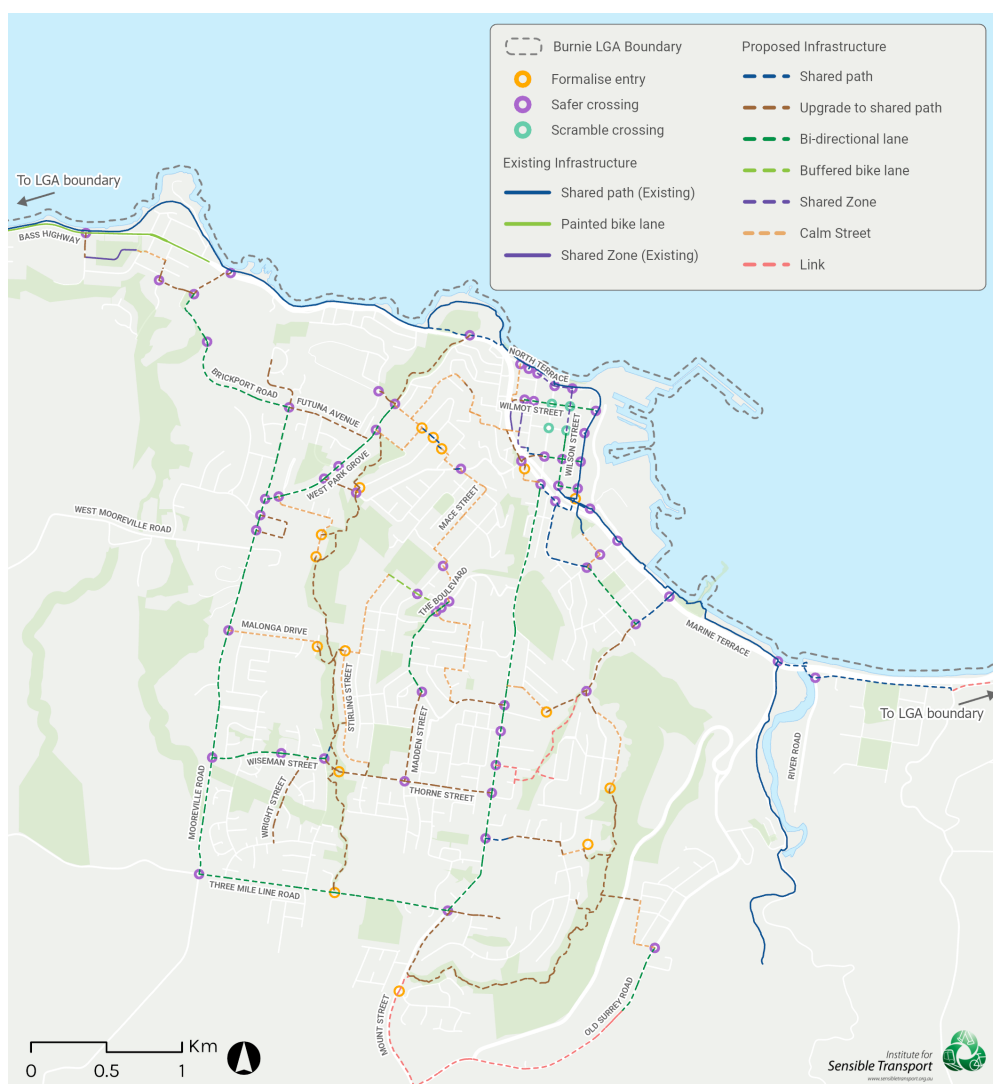 Burnie LGA Boundary
Formalise entry
Safer crossing
Scramble crossing
Existing Infrastructure
Shared path (Existing)
Painted bike lane
Shared Zone (Existing)
Proposed Infrastructure
Shared path
Upgrade to shared path
Bi-directional lane
Buffered bike lane
Shared Zone
Calm Street
Link
To LGA boundary
BASS HIGHWAY
NORTH TERRACE
BRICKPORT ROAD
FUTUNA AVENUE
WILMOT STREET
WILSON STREET
WEST PARK GROVE
MACE STREET
WEST MOOREVILLE ROAD
THE BOULEVARD
MALONGA DRIVE
MARINE TERRACE
STIRLING STREET
To LGA boundary
MADDEN STREET
RIVER ROAD
WISEMAN STREET
THORNE STREET
MOOREVILLE ROAD
WRIGHT STREET
THREE MILE LINE ROAD
MOUNT STREET
OLD SURREY ROAD
Km
0 0.5 1
Institute for
Sensible Transport
www.sensibletransport.org.au